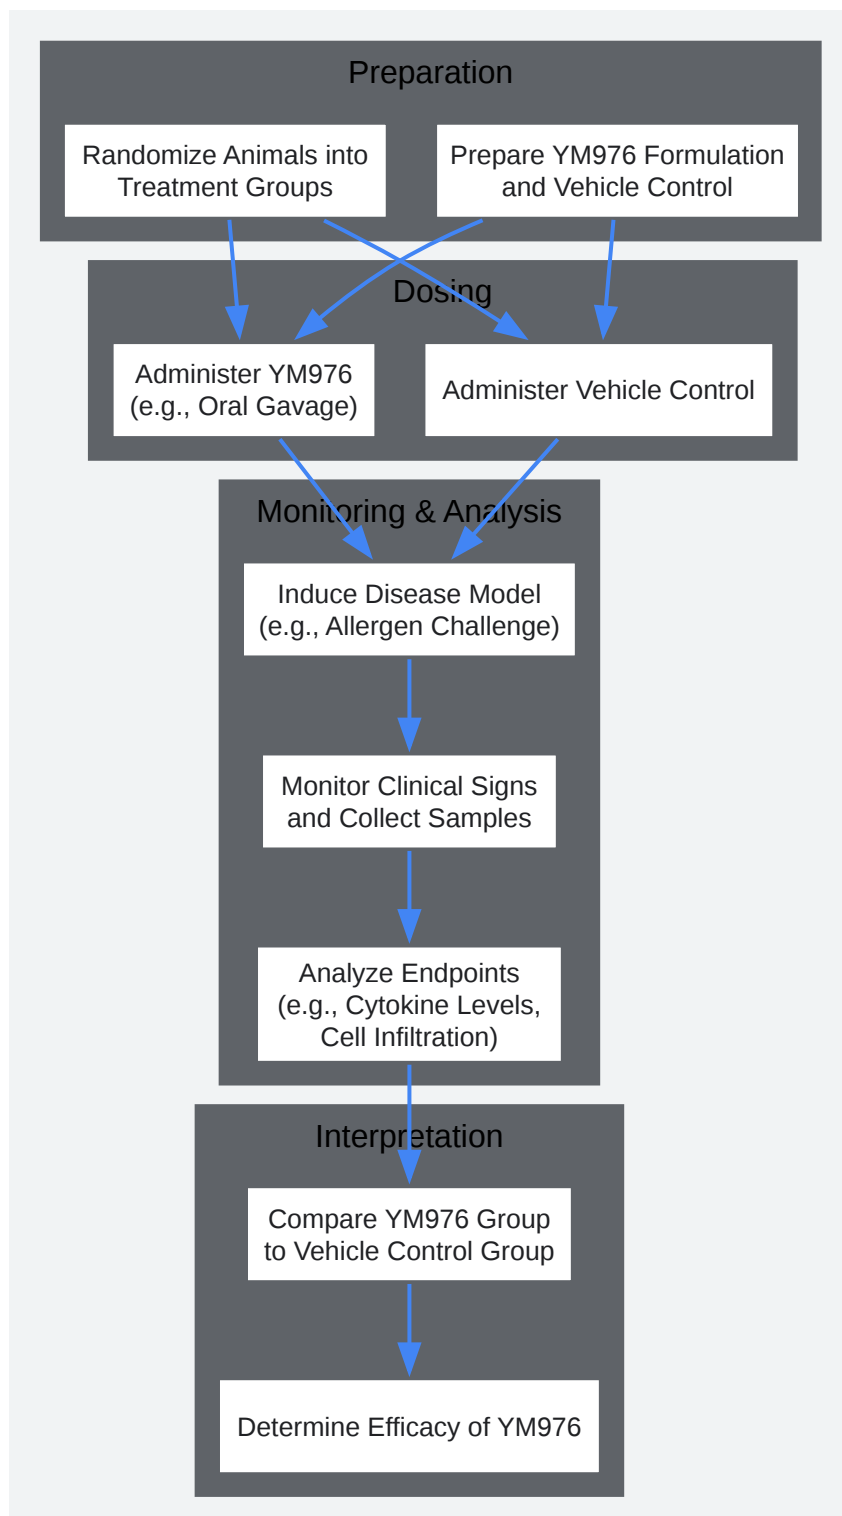 Preparation
Randomize Animals into
Treatment Groups
Prepare YM976 Formulation
and Vehicle Control
Dosing
Administer YM976
(e.g., Oral Gavage)
Administer Vehicle Control
Monitoring & Analysis
Induce Disease Model
(e.g., Allergen Challenge)
Monitor Clinical Signs
and Collect Samples
Analyze Endpoints
(e.g., Cytokine Levels,
Cell Infiltration)
Interpretation
Compare YM976 Group
to Vehicle Control Group
Determine Efficacy of YM976